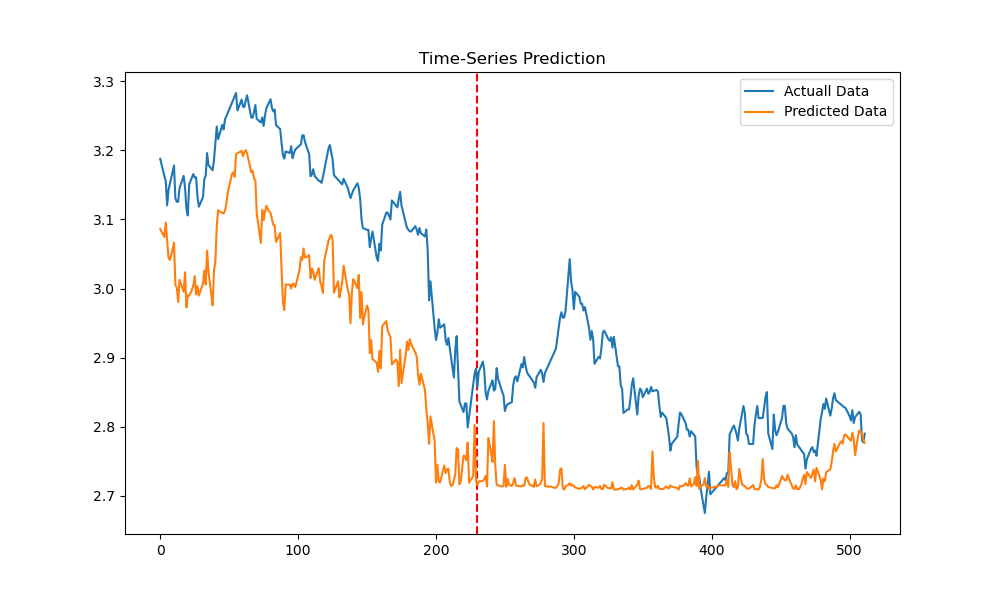 Time-Series Prediction
Actuall Data
Predicted Data
3.3
3.2
3.1
3.0
2.9
2.8
2.7
0 100 200 300 400 500